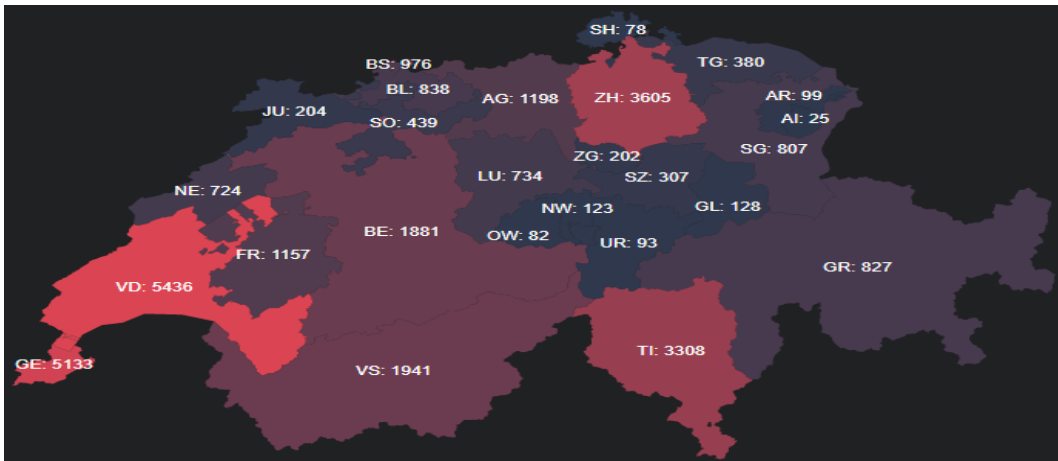 SH: 78
BS: 976
TG: 380
BL: 838
AG: 1198
ZH: 3605
AR: 99
JU: 204
SO: 439
AI: 25
ZG: 202
SG: 807
NE: 724
LU: 734
SZ: 307
NW: 123
GL: 128
BE: 1881
OW: 82
UR: 93
FR: 1157
GR: 827
VD: 5436
TI: 3308
GE: 5133
VS: 1941